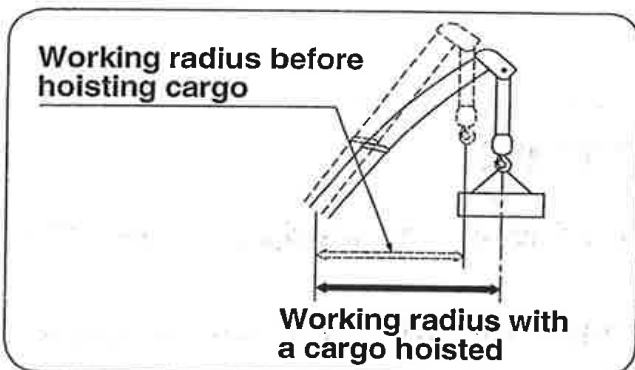 Working radius before
hoisting cargo
Working radius with
a cargo hoisted